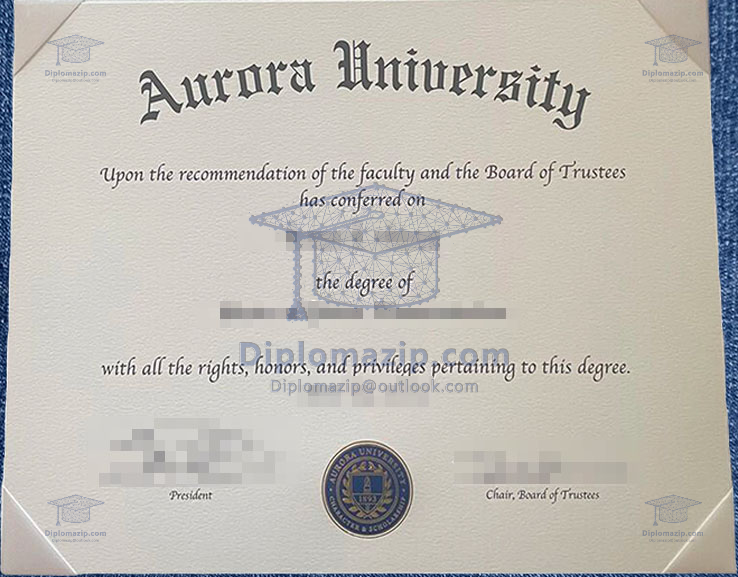 Diplomazip.com
Diplomazip.com
Aurora University
Upon the recommendation of the faculty and the Board of Trustees
has conferred on
the degree of
Diplomazip.com
with all the rights, honors, and privileges pertaining to this degree.
Diplomazip@outlook.com
AURORA UNIVERSITY
1893
CHARACTER & SCHOLARSHIP
President
Chair, Board of Trustees
Diplomazip.com
Diplomazip.com